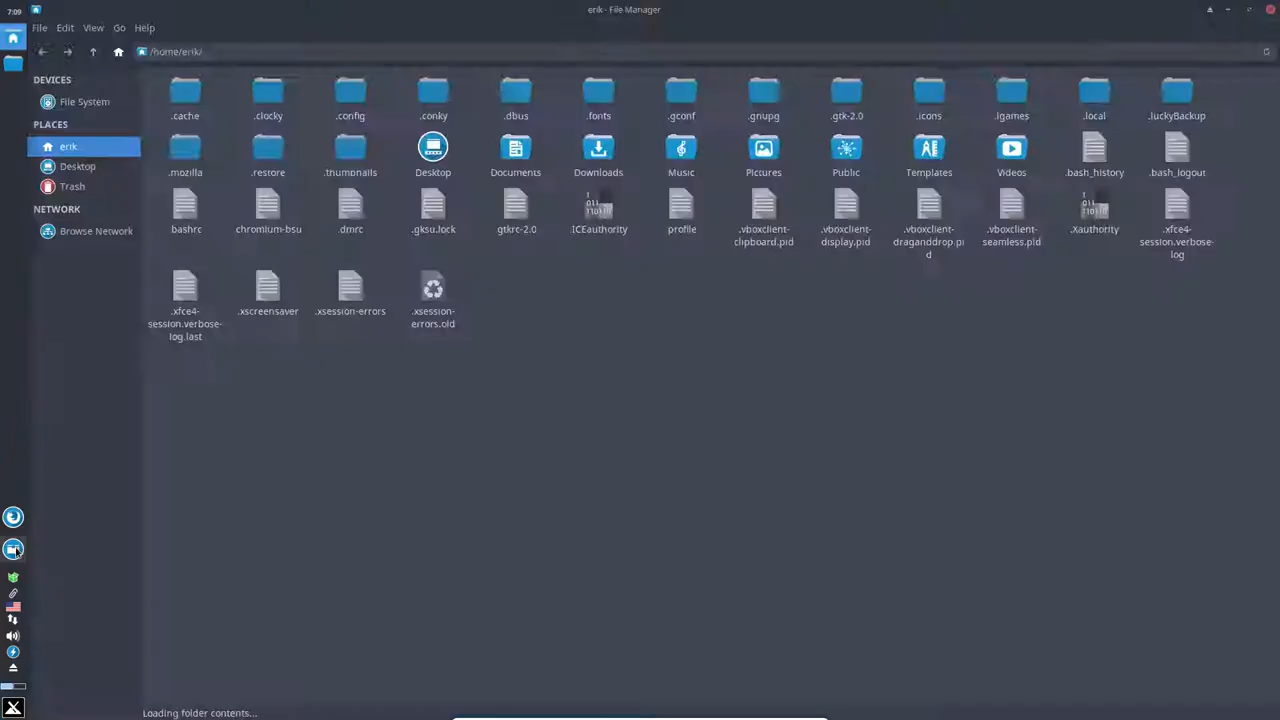 7:09
erik - File Manager
File Edit View Go Help
/home/erik/
DEVICES
File System
PLACES
erik
Desktop
Trash
NETWORK
Browse Network
.cache .clocky .config .conky .dbus .fonts .gconf .gnupg .gtk-2.0 .icons .lgames .local .luckyBackup
.mozilla .restore .thumbnails Desktop Documents Downloads Music Pictures Public Templates Videos .bash_history .bash_logout
bashrc chromium-bsu .dmrc .gksu.lock gtkrc-2.0 .ICEauthority profile .vboxclient- .vboxclient- .vboxclient- .vboxclient- .Xauthority .xfce4-
clipboard.pid display.pid draganddrop.pi seamless.pid session.verbose-
d log
.xfce4- .xscreensaver .xsession-errors .xsession-
session.verbose- errors.old
log.last
Loading folder contents...